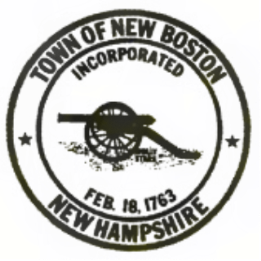 TOWN OF NEW BOSTON
INCORPORATED
FEB. 18, 1763
NEW HAMPSHIRE